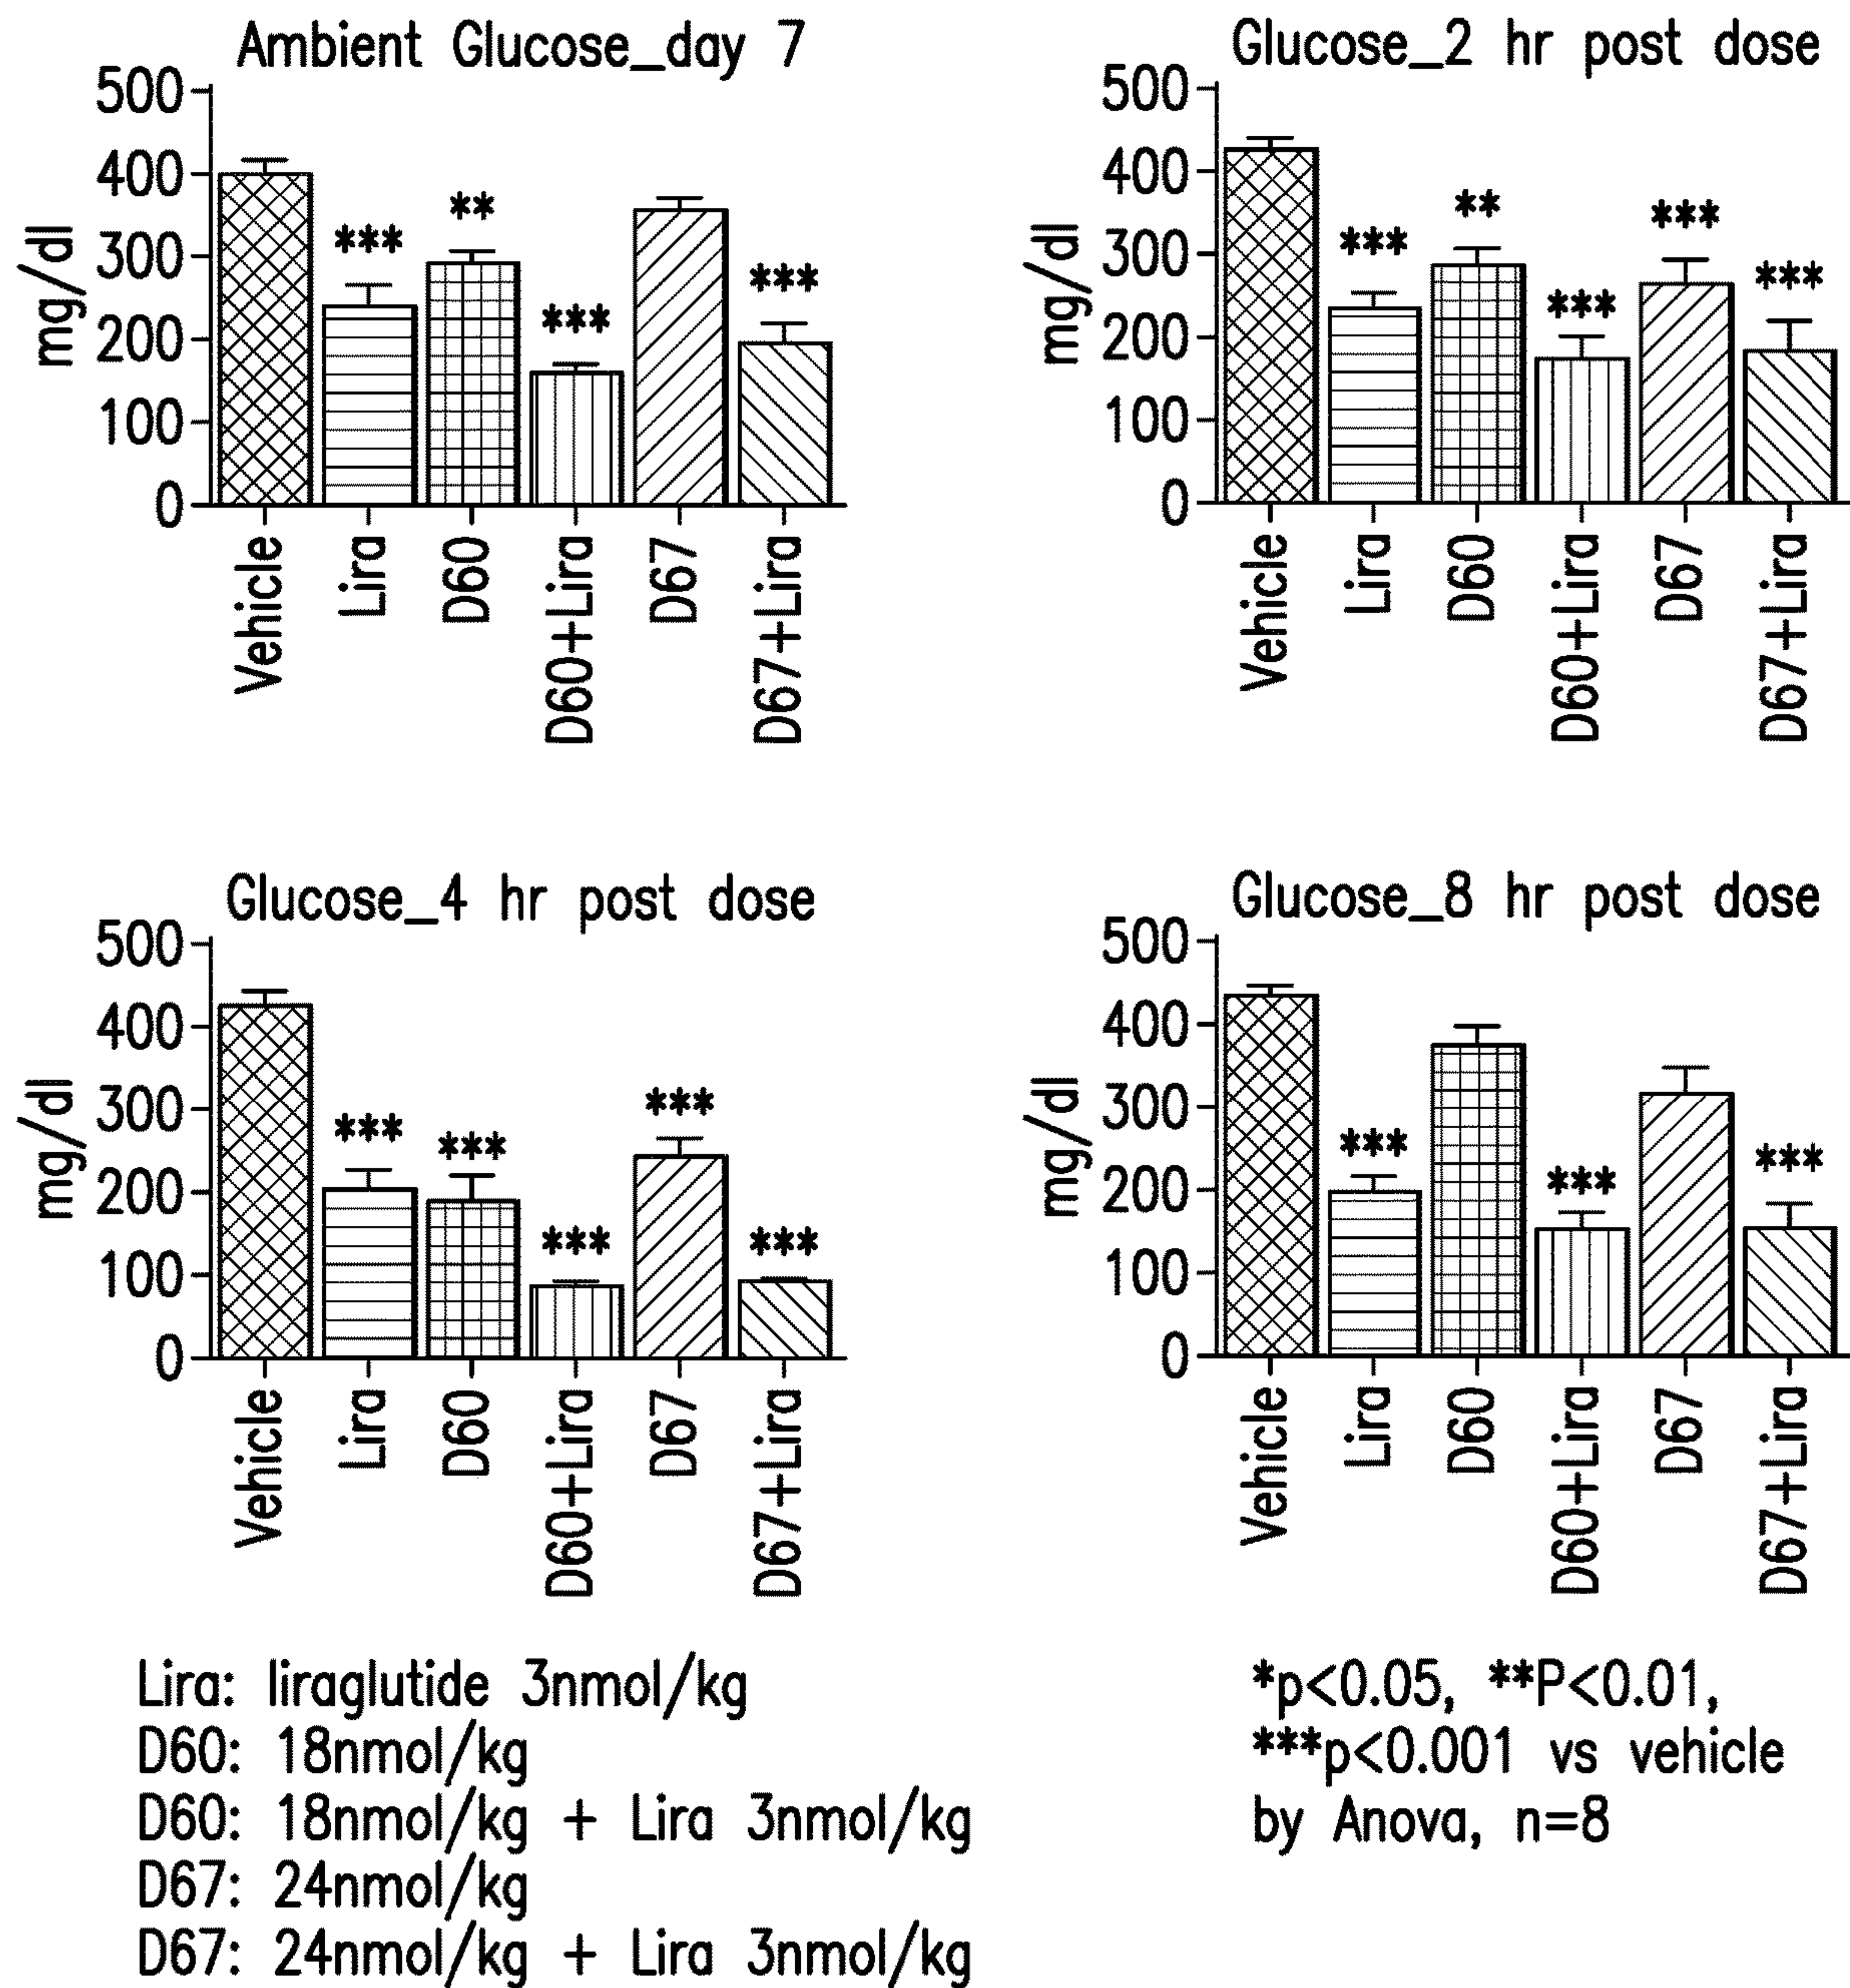 Ambient Glucose_day 7
500
400
300
200
100
0
mg/dl
***
**
***
***
Vehicle
Lira
D60
D60+Lira
D67
D67+Lira
Glucose_2 hr post dose
500
400
300
200
100
0
mg/dl
***
**
***
***
***
Vehicle
Lira
D60
D60+Lira
D67
D67+Lira
Glucose_4 hr post dose
500
400
300
200
100
0
mg/dl
***
***
***
***
***
Vehicle
Lira
D60
D60+Lira
D67
D67+Lira
Glucose_8 hr post dose
500
400
300
200
100
0
mg/dl
***
***
***
Vehicle
Lira
D60
D60+Lira
D67
D67+Lira
Lira: liraglutide 3nmol/kg
D60: 18nmol/kg
D60: 18nmol/kg + Lira 3nmol/kg
D67: 24nmol/kg
D67: 24nmol/kg + Lira 3nmol/kg
*p<0.05, **P<0.01,
***p<0.001 vs vehicle
by Anova, n=8